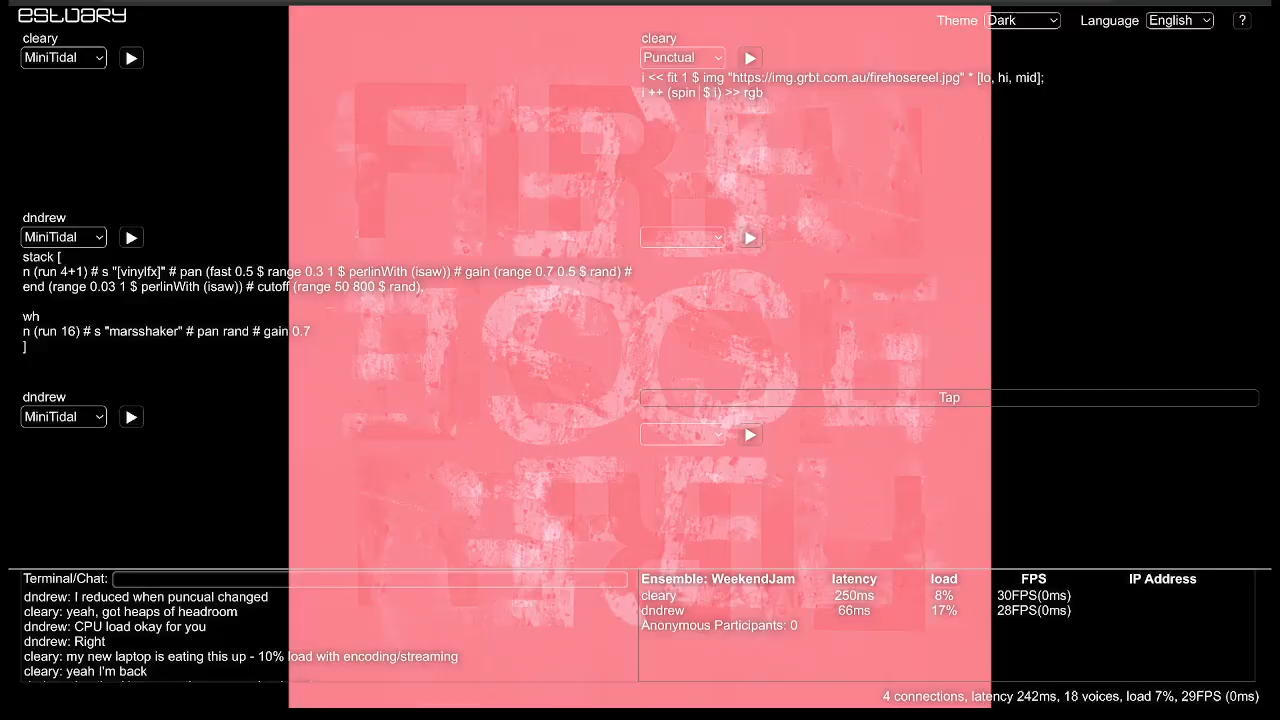 estuary
Theme Dark Language English ?
cleary
MiniTidal
cleary
Punctual
i << fit 1 $ img "https://img.grbt.com.au/firehosereel.jpg" * [lo, hi, mid];
i ++ (spin $ i) >> rgb
dndrew
MiniTidal
stack [
n (run 4+1) # s "[vinylfx]" # pan (fast 0.5 $ range 0.3 1 $ perlinWith (isaw)) # gain (range 0.7 0.5 $ rand) #
end (range 0.03 1 $ perlinWith (isaw)) # cutoff (range 50 800 $ rand),
wh
n (run 16) # s "marsshaker" # pan rand # gain 0.7
]
dndrew
MiniTidal
Tap
Terminal/Chat:
dndrew: I reduced when puncual changed
cleary: yeah, got heaps of headroom
dndrew: CPU load okay for you
dndrew: Right
cleary: my new laptop is eating this up - 10% load with encoding/streaming
cleary: yeah I'm back
Ensemble: WeekendJam latency load FPS IP Address
cleary 250ms 8% 30FPS(0ms)
dndrew 66ms 17% 28FPS(0ms)
Anonymous Participants: 0
4 connections, latency 242ms, 18 voices, load 7%, 29FPS (0ms)